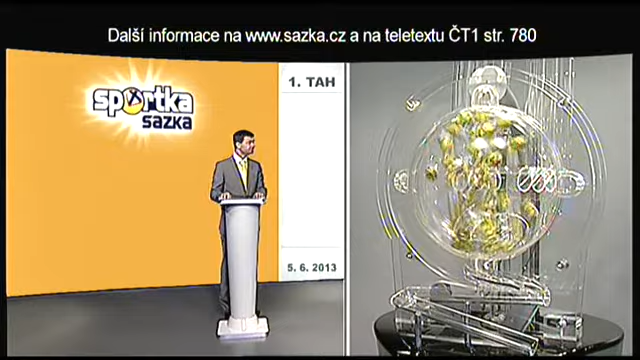 Další informace na www.sazka.cz a na teletextu ČT1 str. 780
sportka
sazka
1. TAH
5. 6. 2013